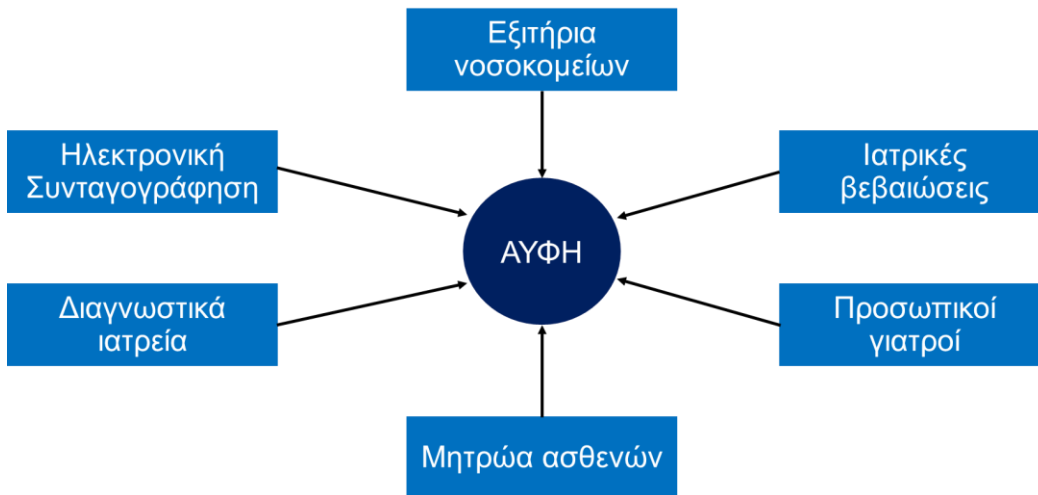 Εξιτήρια
νοσοκομείων
Ηλεκτρονική
Συνταγογράφηση
Ιατρικές
βεβαιώσεις
ΑΥΦΗ
Διαγνωστικά
ιατρεία
Προσωπικοί
γιατροί
Μητρώα ασθενών